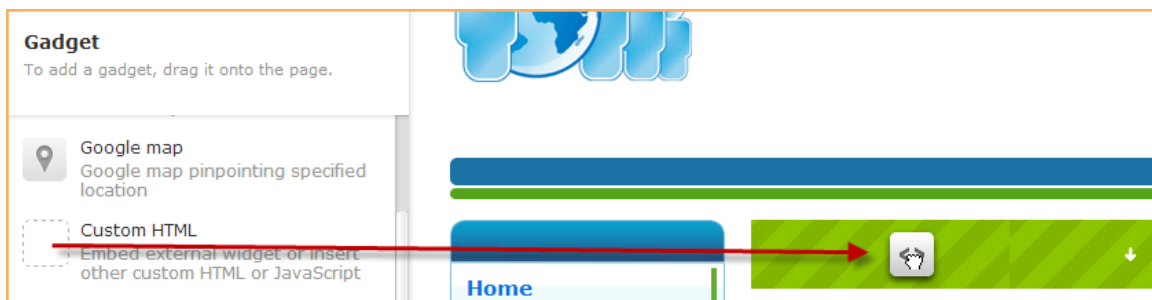 Gadget
To add a gadget, drag it onto the page.
Google map
Google map pinpointing specified
location
Custom HTML
Embed external widget or insert
other custom HTML or JavaScript
Home